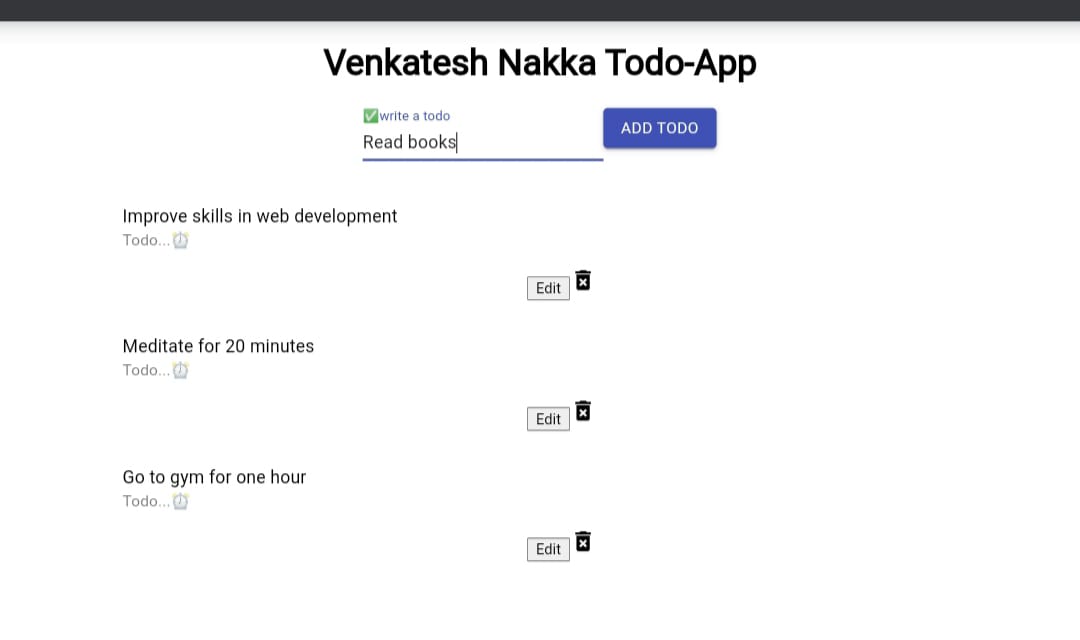 Venkatesh Nakka Todo-App
✅write a todo
Read books
ADD TODO
Improve skills in web development
Todo...⏰
Edit
Meditate for 20 minutes
Todo...⏰
Edit
Go to gym for one hour
Todo...⏰
Edit